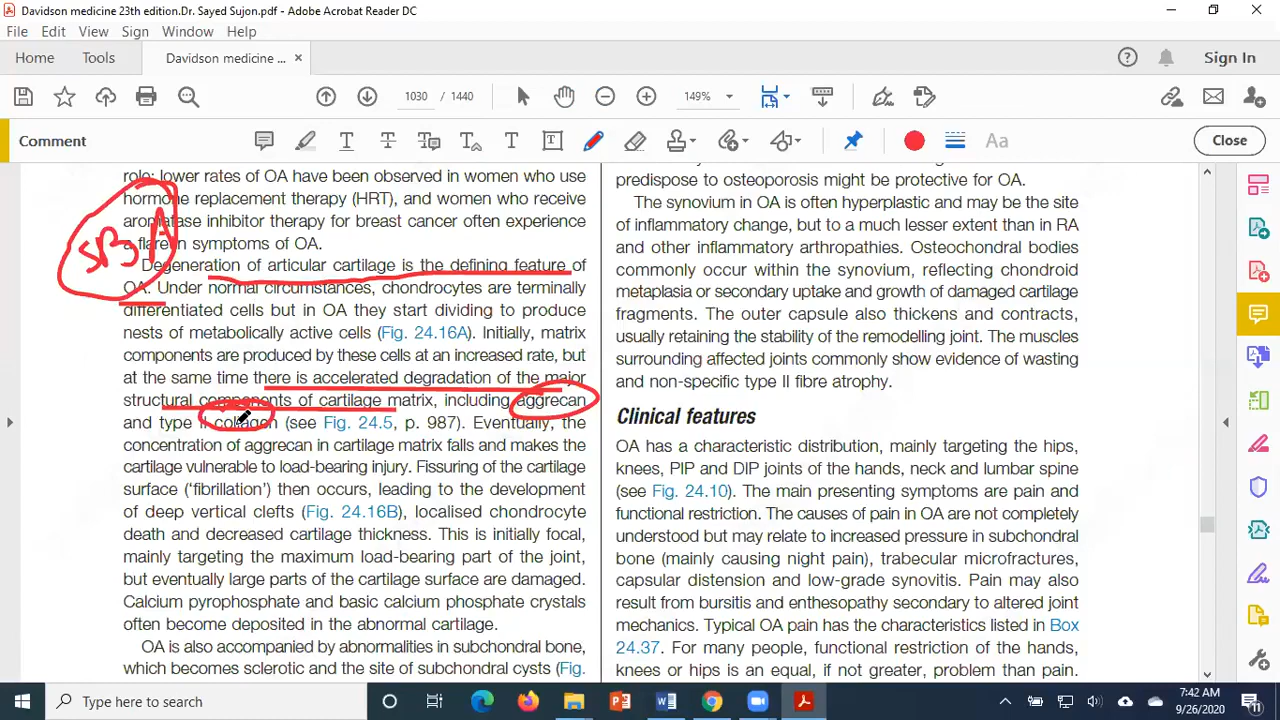 Davidson medicine 23th edition.Dr. Sayed Sujon.pdf - Adobe Acrobat Reader DC
File Edit View Sign Window Help
Home Tools Davidson medicine ... × Sign In
1030 / 1440 149%
Comment Close
role: lower rates of OA have been observed in women who use
hormone replacement therapy (HRT), and women who receive
aromatase inhibitor therapy for breast cancer often experience
a flare in symptoms of OA.
SBA
Degeneration of articular cartilage is the defining feature of
OA. Under normal circumstances, chondrocytes are terminally
differentiated cells but in OA they start dividing to produce
nests of metabolically active cells (Fig. 24.16A). Initially, matrix
components are produced by these cells at an increased rate, but
at the same time there is accelerated degradation of the major
structural components of cartilage matrix, including aggrecan
and type II collagen (see Fig. 24.5, p. 987). Eventually, the
concentration of aggrecan in cartilage matrix falls and makes the
cartilage vulnerable to load-bearing injury. Fissuring of the cartilage
surface (‘fibrillation’) then occurs, leading to the development
of deep vertical clefts (Fig. 24.16B), localised chondrocyte
death and decreased cartilage thickness. This is initially focal,
mainly targeting the maximum load-bearing part of the joint,
but eventually large parts of the cartilage surface are damaged.
Calcium pyrophosphate and basic calcium phosphate crystals
often become deposited in the abnormal cartilage.
OA is also accompanied by abnormalities in subchondral bone,
which becomes sclerotic and the site of subchondral cysts (Fig.
predispose to osteoporosis might be protective for OA.
The synovium in OA is often hyperplastic and may be the site
of inflammatory change, but to a much lesser extent than in RA
and other inflammatory arthropathies. Osteochondral bodies
commonly occur within the synovium, reflecting chondroid
metaplasia or secondary uptake and growth of damaged cartilage
fragments. The outer capsule also thickens and contracts,
usually retaining the stability of the remodelling joint. The muscles
surrounding affected joints commonly show evidence of wasting
and non-specific type II fibre atrophy.
Clinical features
OA has a characteristic distribution, mainly targeting the hips,
knees, PIP and DIP joints of the hands, neck and lumbar spine
(see Fig. 24.10). The main presenting symptoms are pain and
functional restriction. The causes of pain in OA are not completely
understood but may relate to increased pressure in subchondral
bone (mainly causing night pain), trabecular microfractures,
capsular distension and low-grade synovitis. Pain may also
result from bursitis and enthesopathy secondary to altered joint
mechanics. Typical OA pain has the characteristics listed in Box
24.37. For many people, functional restriction of the hands,
knees or hips is an equal, if not greater, problem than pain.
Type here to search
7:42 AM
9/26/2020
11